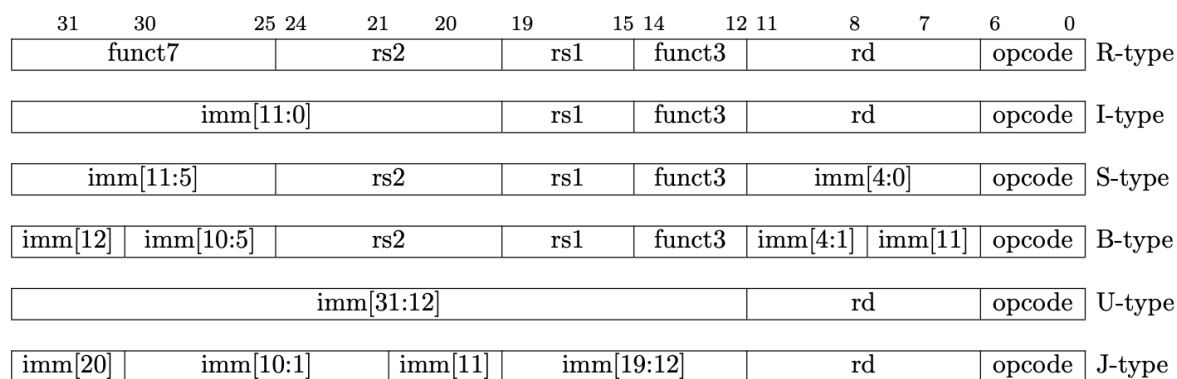 31 30 25 24 21 20 19 15 14 12 11 8 7 6 0
funct7 rs2 rs1 funct3 rd opcode R-type
imm[11:0] rs1 funct3 rd opcode I-type
imm[11:5] rs2 rs1 funct3 imm[4:0] opcode S-type
imm[12] imm[10:5] rs2 rs1 funct3 imm[4:1] imm[11] opcode B-type
imm[31:12] rd opcode U-type
imm[20] imm[10:1] imm[11] imm[19:12] rd opcode J-type